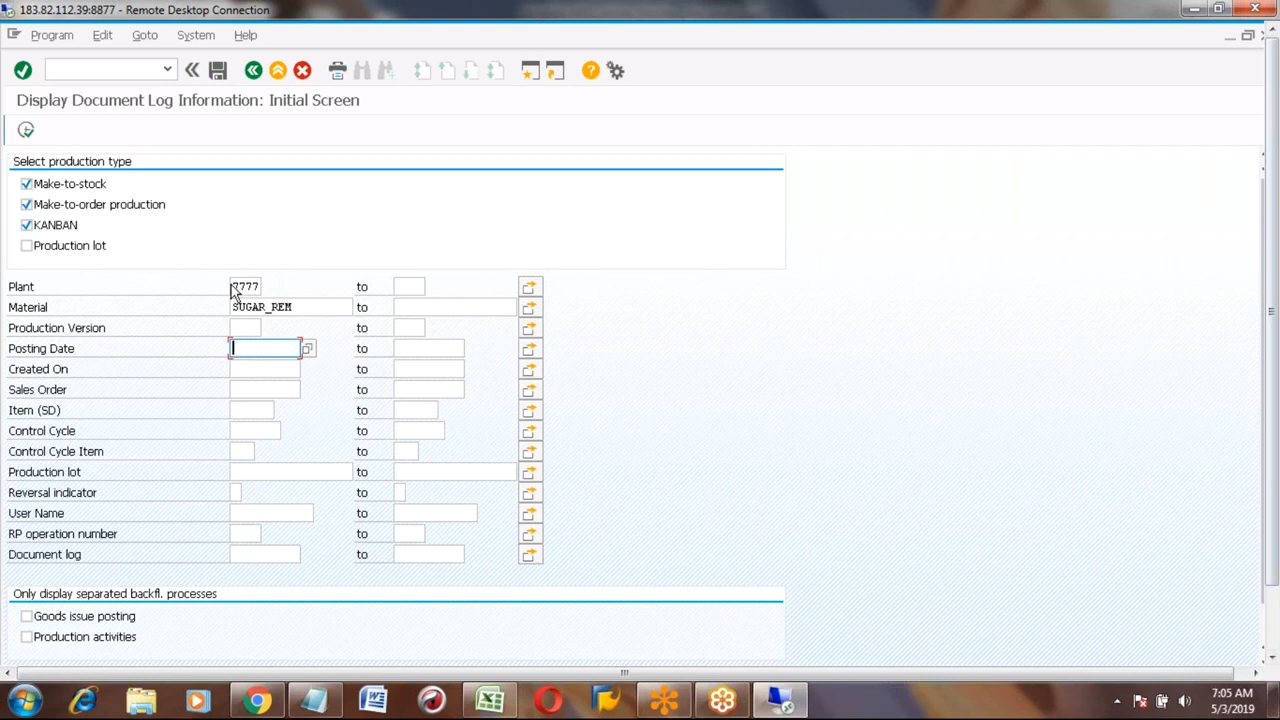 183.82.112.39:8877 - Remote Desktop Connection
Program Edit Goto System Help
Display Document Log Information: Initial Screen
Select production type
Make-to-stock
Make-to-order production
KANBAN
Production lot
Plant 7777 to
Material SUGAR_REM to
Production Version to
Posting Date to
Created On to
Sales Order to
Item (SD) to
Control Cycle to
Control Cycle Item to
Production lot to
Reversal indicator to
User Name to
RP operation number to
Document log to
Only display separated backfl. processes
Goods issue posting
Production activities
7:05 AM
5/3/2019